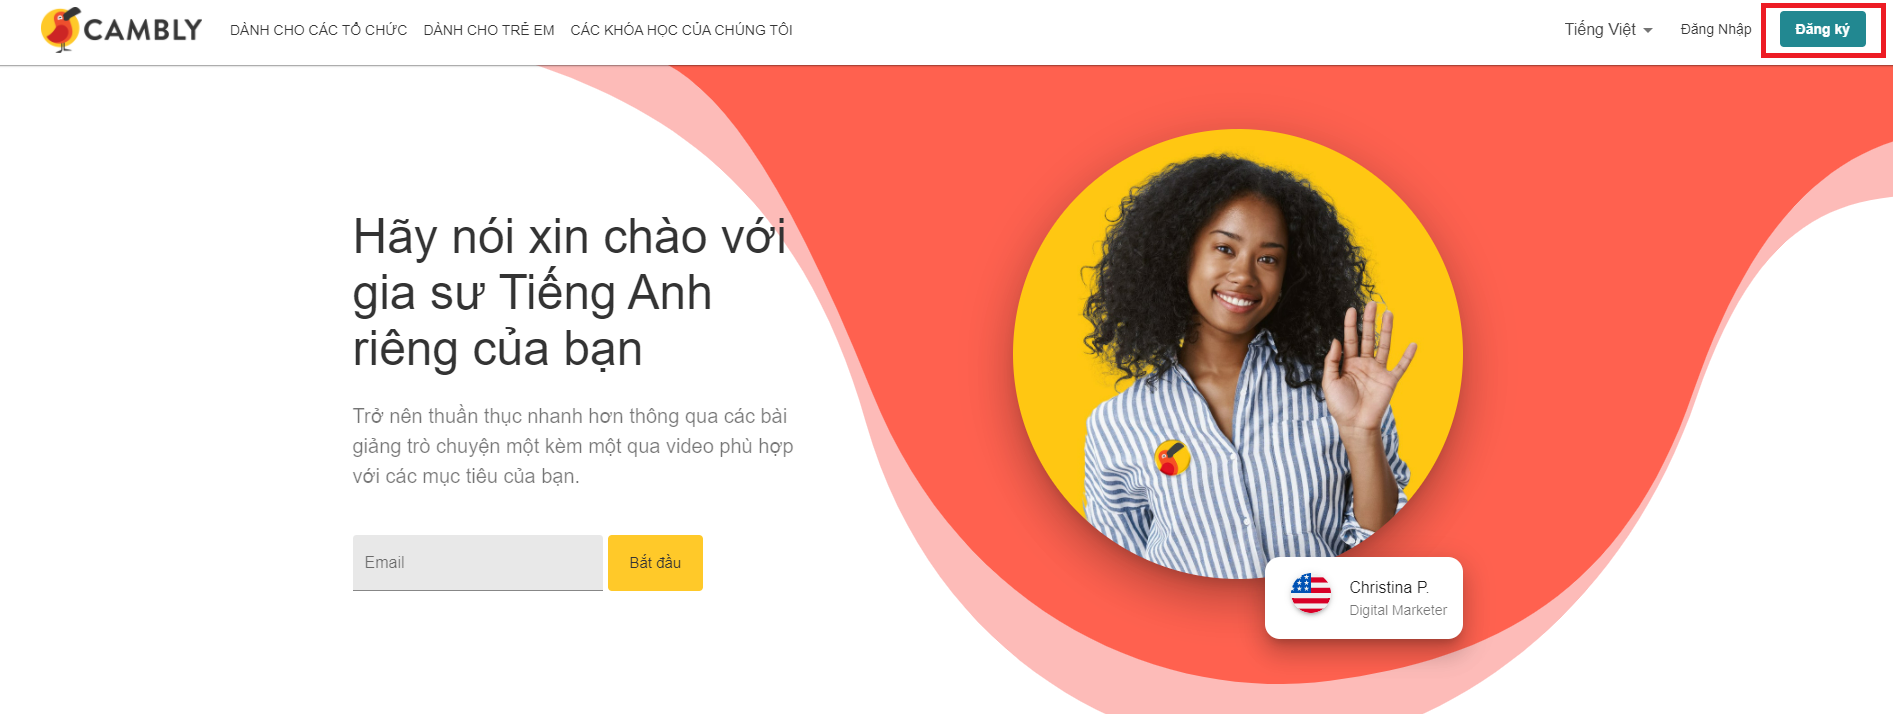 CAMBLY
DÀNH CHO CÁC TỔ CHỨC
DÀNH CHO TRẺ EM
CÁC KHÓA HỌC CỦA CHÚNG TÔI
Tiếng Việt
Đăng Nhập
Đăng ký
Hãy nói xin chào với
gia sư Tiếng Anh
riêng của bạn
Trở nên thuần thục nhanh hơn thông qua các bài
giảng trò chuyện một kèm một qua video phù hợp
với các mục tiêu của bạn.
Email
Bắt đầu
Christina P.
Digital Marketer